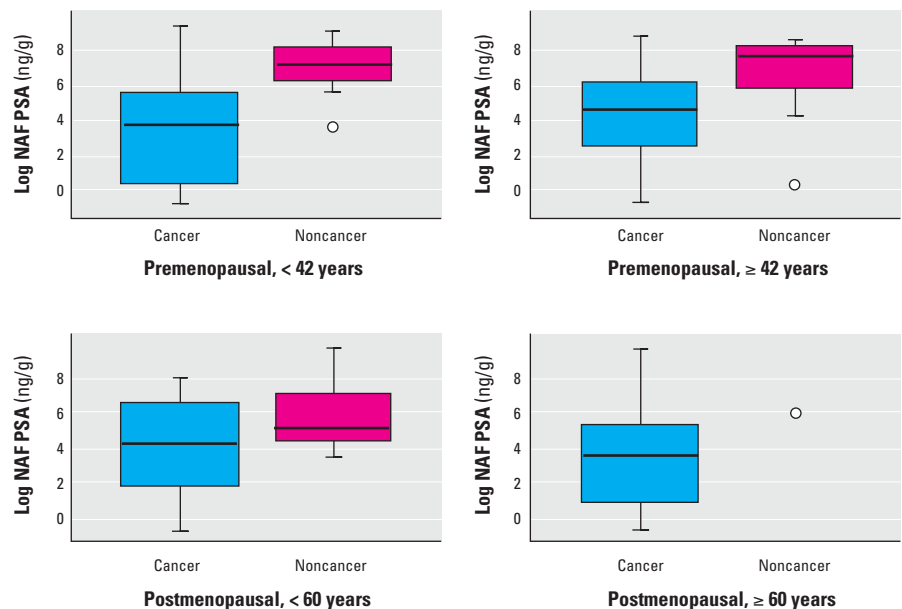 Log NAF PSA (ng/g)
8
6
4
2
0
Cancer Noncancer
Premenopausal, < 42 years
Log NAF PSA (ng/g)
8
6
4
2
0
Cancer Noncancer
Premenopausal, ≥ 42 years
Log NAF PSA (ng/g)
8
6
4
2
0
Cancer Noncancer
Postmenopausal, < 60 years
Log NAF PSA (ng/g)
8
6
4
2
0
Cancer Noncancer
Postmenopausal, ≥ 60 years